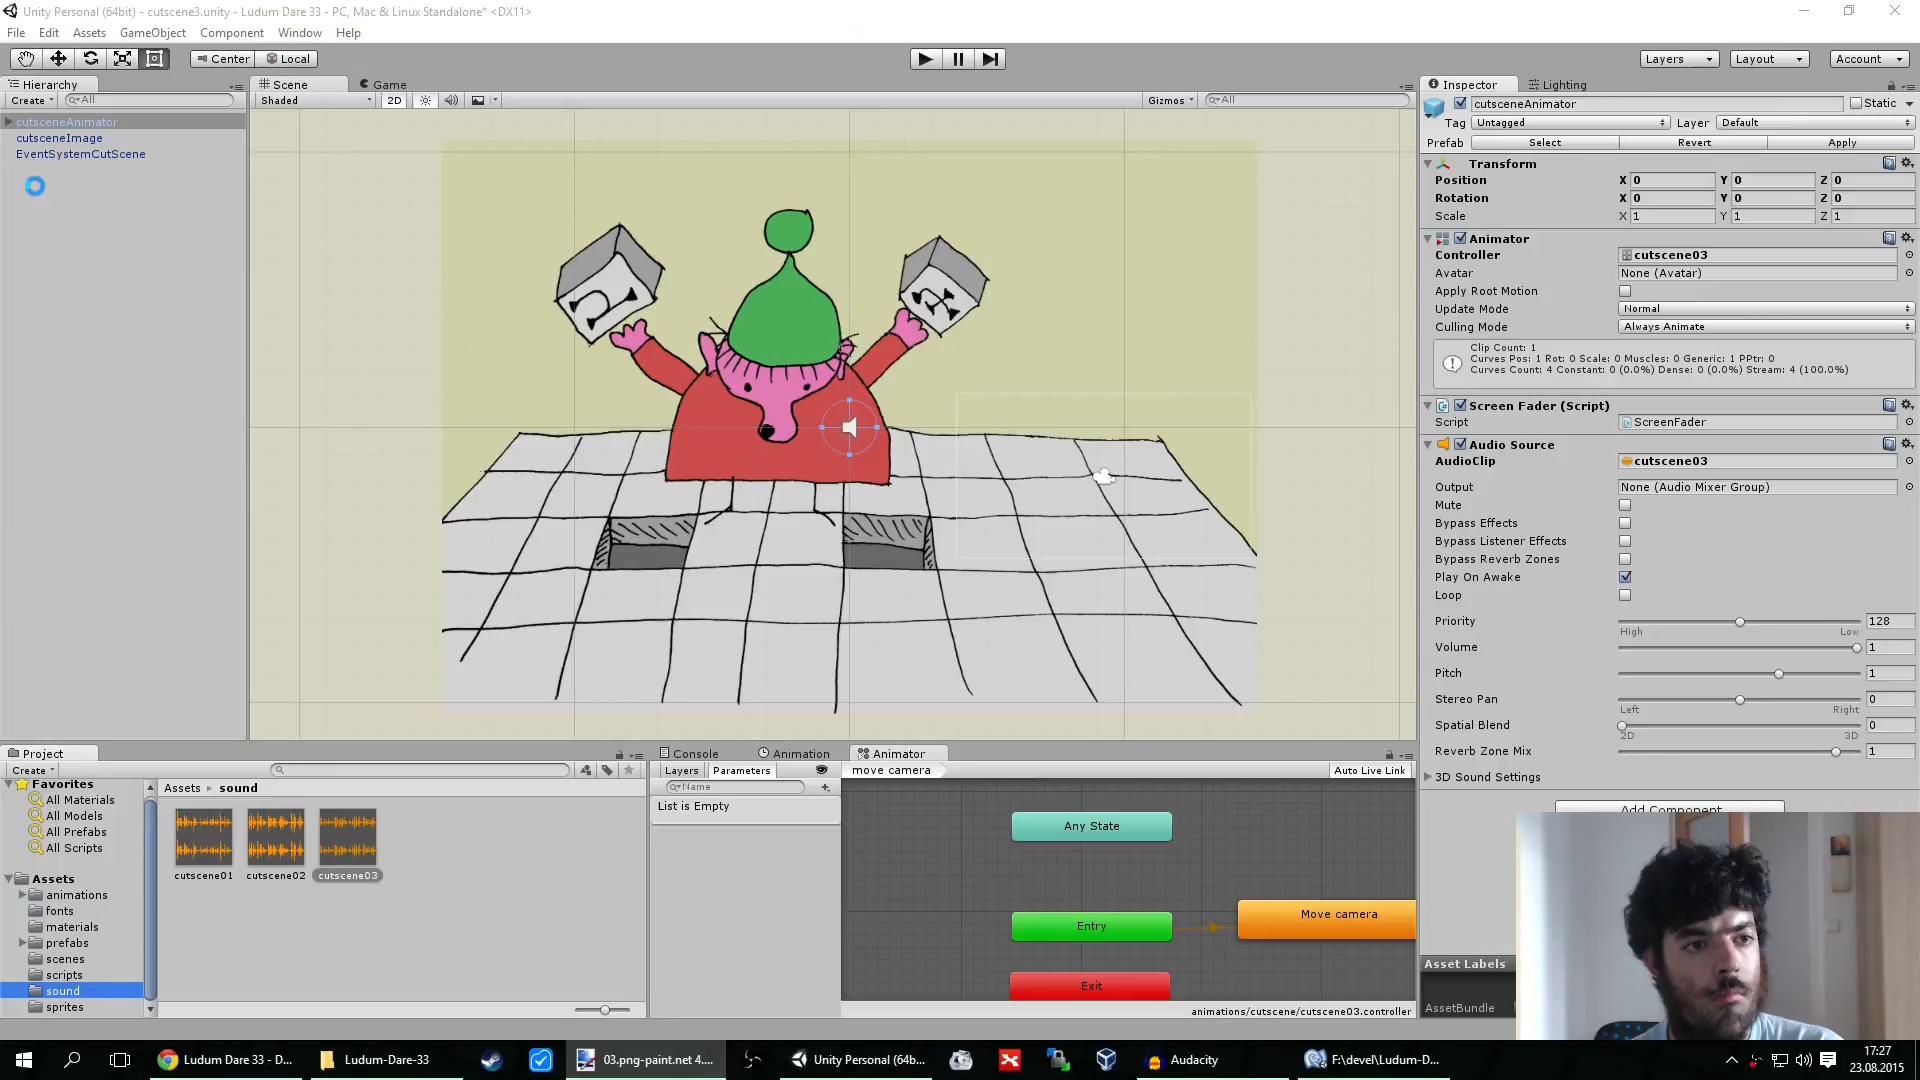 Unity Personal (64bit) - cutscene3.unity - Ludum Dare 33 - PC, Mac & Linux Standalone* <DX11>
File Edit Assets GameObject Component Window Help
Center Local Layers Layout Account
Hierarchy Scene Game Inspector Lighting
Create All Shaded 2D Gizmos All
cutsceneAnimator
cutsceneImage
EventSystemCutScene
cutsceneAnimator Static
Tag Untagged Layer Default
Prefab Select Revert Apply
Transform
Position X 0 Y 0 Z 0
Rotation X 0 Y 0 Z 0
Scale X 1 Y 1 Z 1
Animator
Controller cutscene03
Avatar None (Avatar)
Apply Root Motion
Update Mode Normal
Culling Mode Always Animate
Clip Count: 1
Curves Pos: 1 Rot: 0 Scale: 0 Muscles: 0 Generic: 1 PPtr: 0
Curves Count: 4 Constant: 0 (0.0%) Dense: 0 (0.0%) Stream: 4 (100.0%)
Screen Fader (Script)
Script ScreenFader
Audio Source
AudioClip cutscene03
Output None (Audio Mixer Group)
Mute
Bypass Effects
Bypass Listener Effects
Bypass Reverb Zones
Play On Awake
Loop
Priority 128
High Low
Volume 1
Pitch 1
Stereo Pan 0
Left Right
Spatial Blend 0
2D 3D
Reverb Zone Mix 1
3D Sound Settings
Add Component
Asset Labels
AssetBundle
Project
Create
Favorites
All Materials
All Models
All Prefabs
All Scripts
Assets
animations
fonts
materials
prefabs
scenes
scripts
sound
sprites
Assets sound
cutscene01 cutscene02 cutscene03
Console Animation Animator
Layers Parameters move camera Auto Live Link
Name
List is Empty
Any State
Entry
Move camera
Exit
animations/cutscene/cutscene03.controller
Ludum Dare 33 - D... Ludum-Dare-33 03.png-paint.net 4.... Unity Personal (64b... Audacity F:\devel\Ludum-D...
17:27
23.08.2015